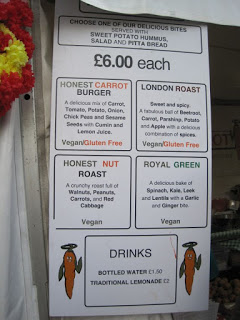 CHOOSE ONE OF OUR DELICIOUS BITES
SERVED WITH
SWEET POTATO HUMMUS,
SALAD AND PITTA BREAD
£6.00 each
HONEST CARROT
BURGER
A delicious mix of Carrot,
Tomato, Potato, Onion,
Chick Peas and Sesame
Seeds with Cumin and
Lemon Juice.
Vegan/Gluten Free
LONDON ROAST
Sweet and spicy.
A fabulous ball of Beetroot,
Carrot, Parsnip, Potato
and Apple with a delicious
combination of spices.
Vegan/Gluten Free
HONEST NUT
ROAST
A crunchy roast full of
Walnuts, Peanuts,
Carrots, and Red
Cabbage
Vegan
ROYAL GREEN
A delicious bake of
Spinach, Kale, Leek
and Lentils with a Garlic
and Ginger bite.
Vegan
DRINKS
BOTTLED WATER £1.50
TRADITIONAL LEMONADE £2